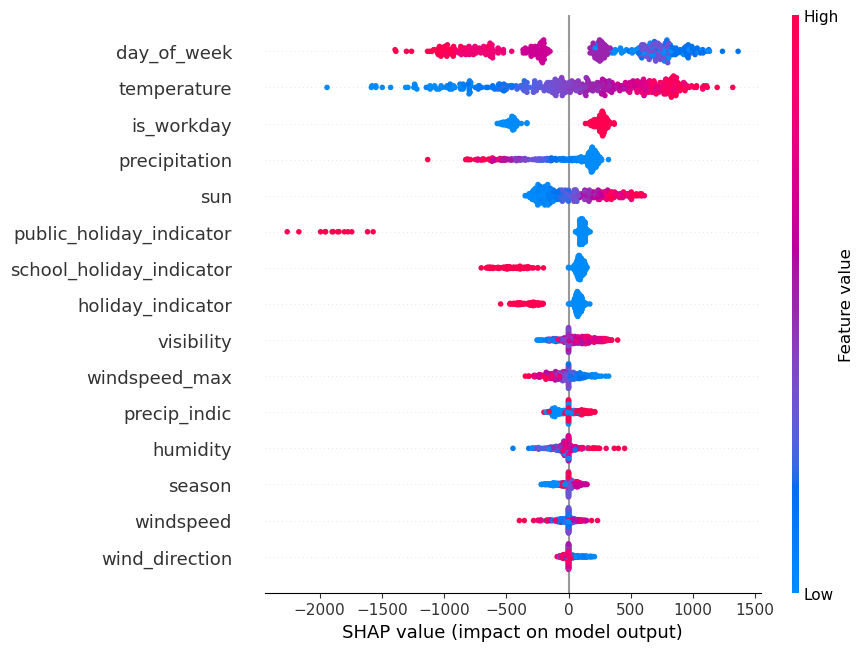 High
day_of_week
temperature
is_workday
precipitation
sun
public_holiday_indicator
school_holiday_indicator
holiday_indicator
visibility
windspeed_max
precip_indic
humidity
season
windspeed
wind_direction
Feature value
Low
−2000 −1500 −1000 −500 0 500 1000 1500
SHAP value (impact on model output)